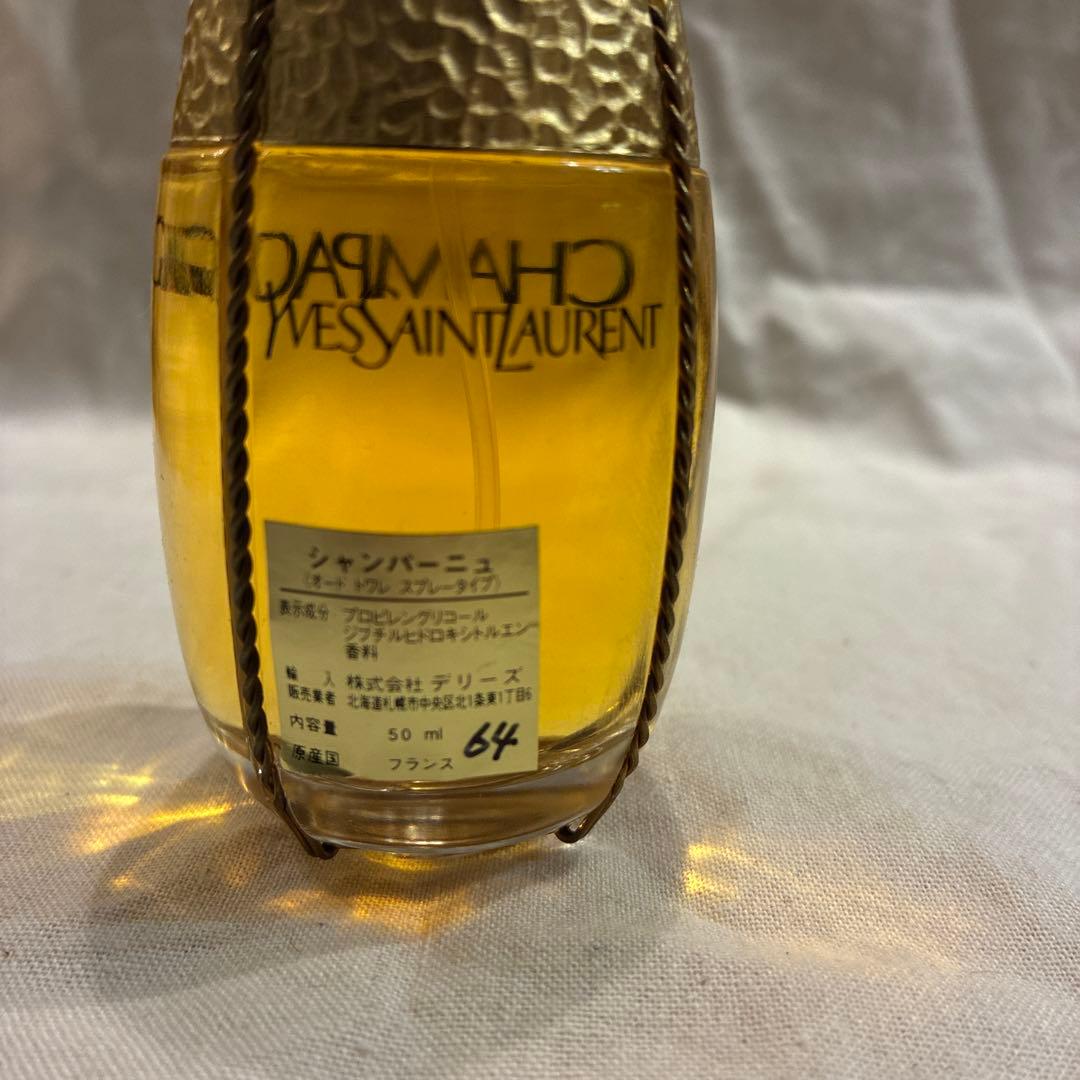 CHAMPAG
YVESSAINTLAURENT
シャンパーニュ
(オード トワレ スプレータイプ)
表示成分 プロピレングリコール
ジブチルヒドロキシトルエン
香料
輸 入 株式会社 デリーズ
販売業者 北海道札幌市中央区北1条東1丁目6
内容量 50 ml 64
原産国 フランス